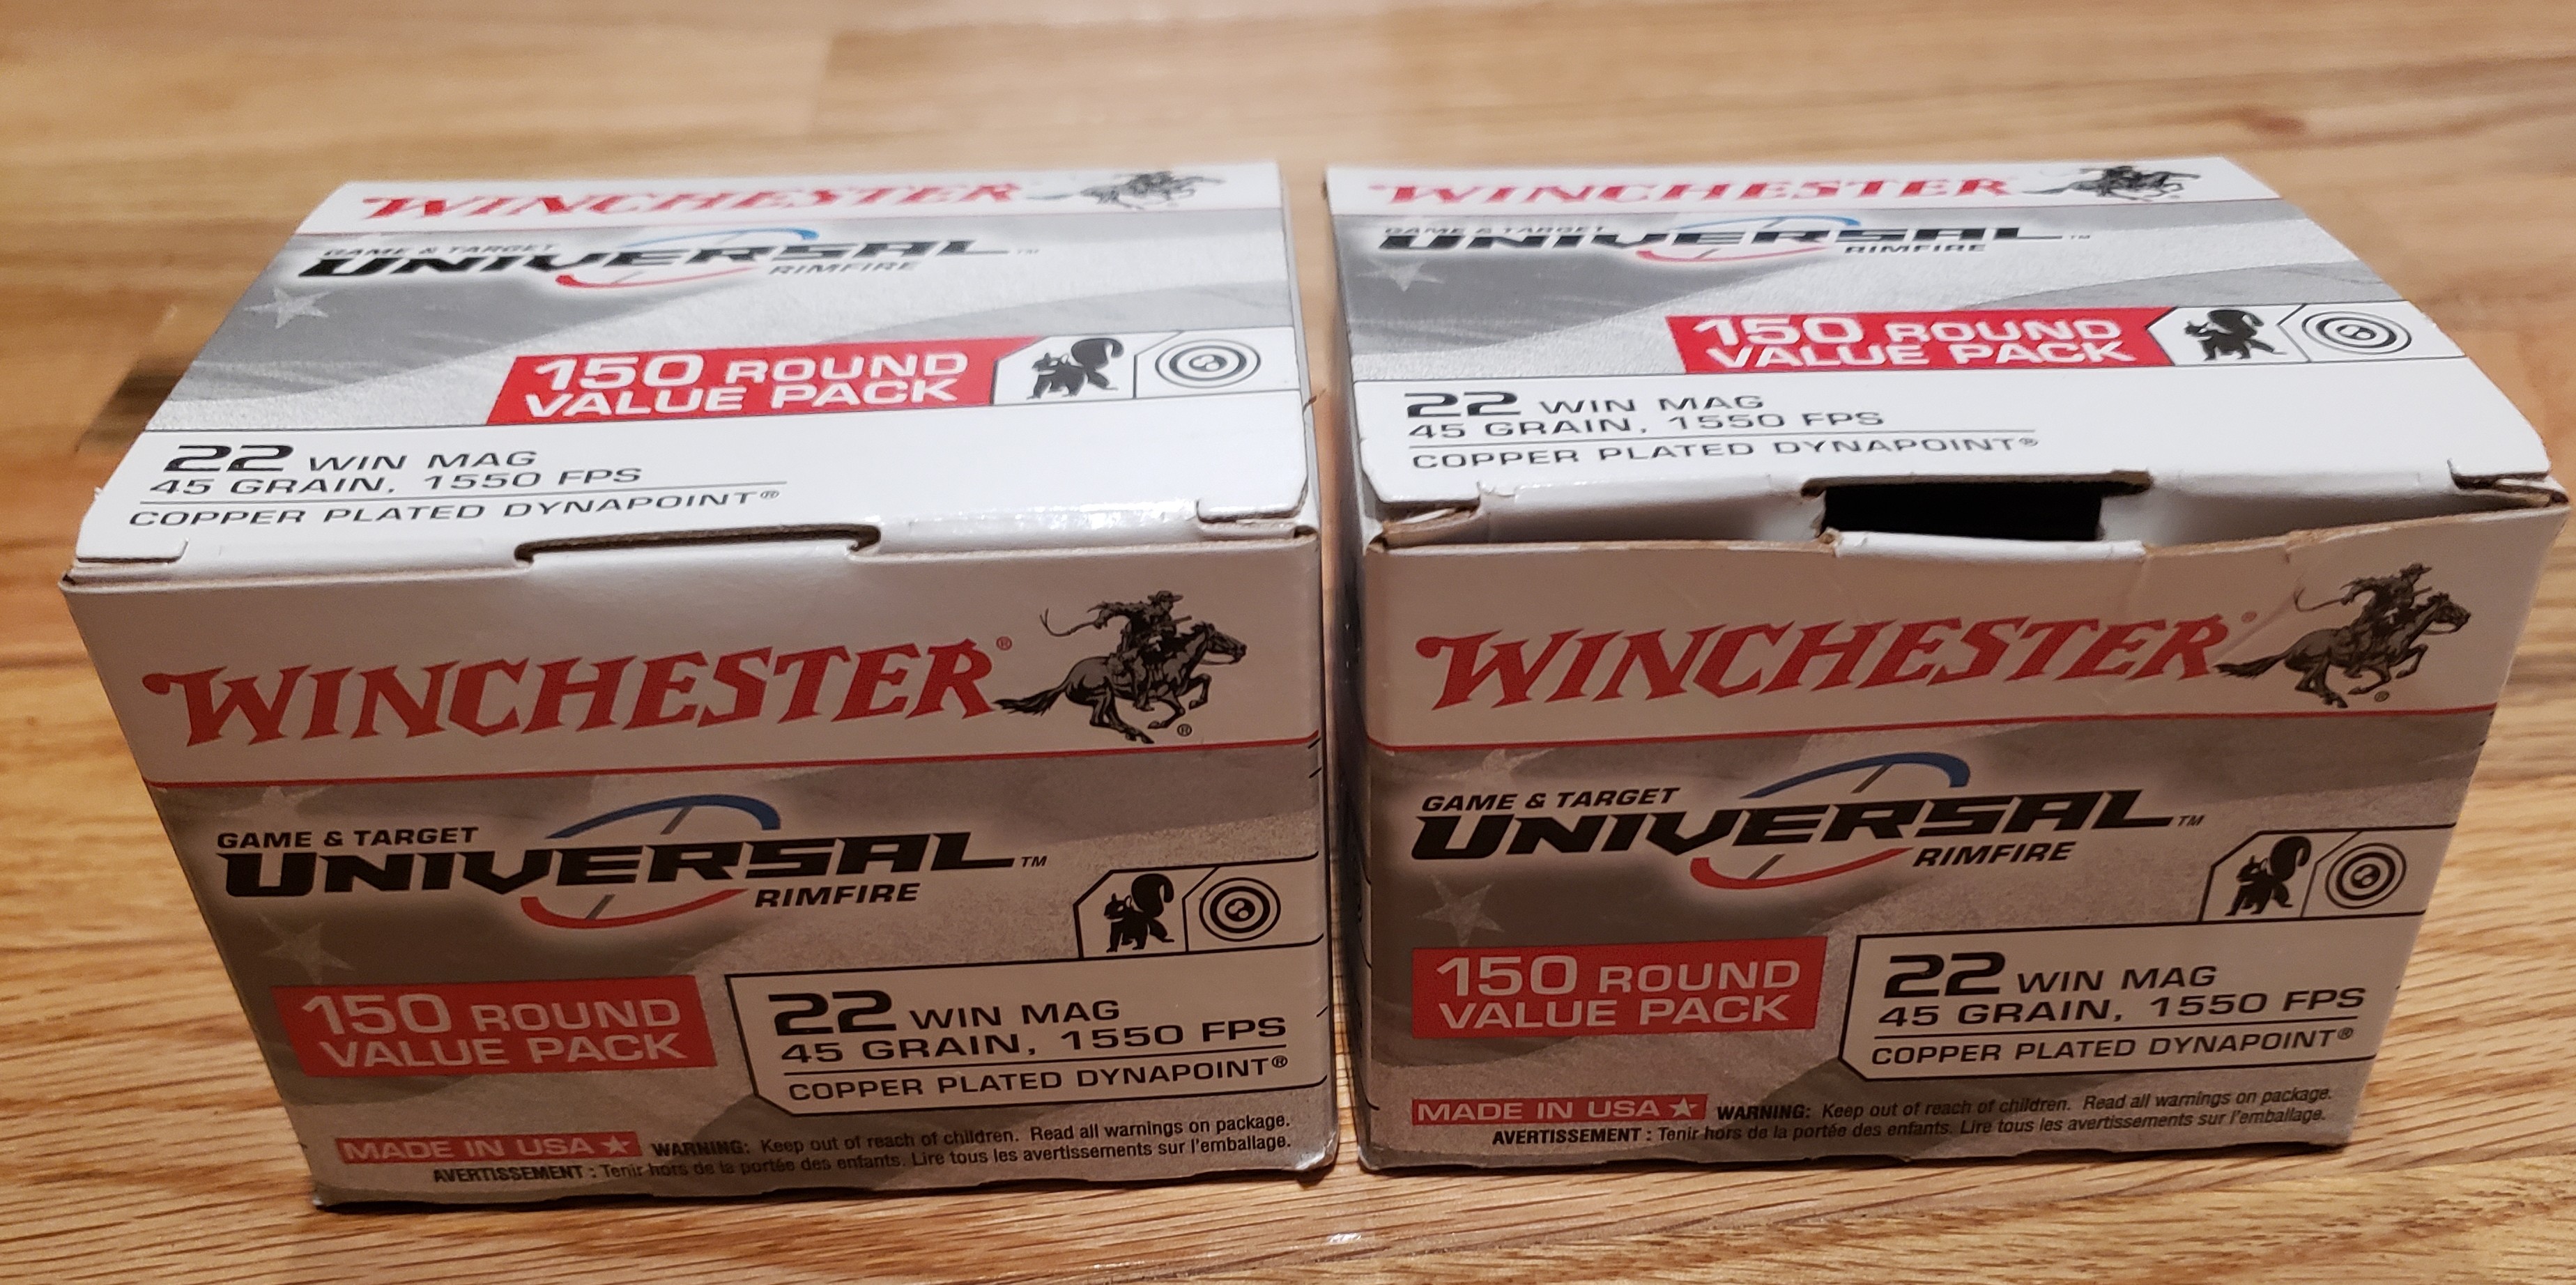 WINCHESTER
GAME & TARGET
UNIVERSAL™
RIMFIRE
150 ROUND
VALUE PACK
22 WIN MAG
45 GRAIN, 1550 FPS
COPPER PLATED DYNAPOINT®
WINCHESTER®
®
GAME & TARGET
UNIVERSAL™
RIMFIRE
150 ROUND
VALUE PACK
22 WIN MAG
45 GRAIN, 1550 FPS
COPPER PLATED DYNAPOINT®
MADE IN USA ★ WARNING: Keep out of reach of children. Read all warnings on package.
AVERTISSEMENT : Tenir hors de la portée des enfants. Lire tous les avertissements sur l'emballage.
WINCHESTER
GAME & TARGET
UNIVERSAL™
RIMFIRE
150 ROUND
VALUE PACK
22 WIN MAG
45 GRAIN, 1550 FPS
COPPER PLATED DYNAPOINT®
WINCHESTER®
®
GAME & TARGET
UNIVERSAL™
RIMFIRE
150 ROUND
VALUE PACK
22 WIN MAG
45 GRAIN, 1550 FPS
COPPER PLATED DYNAPOINT®
MADE IN USA ★ WARNING: Keep out of reach of children. Read all warnings on package.
AVERTISSEMENT : Tenir hors de la portée des enfants. Lire tous les avertissements sur l'emballage.